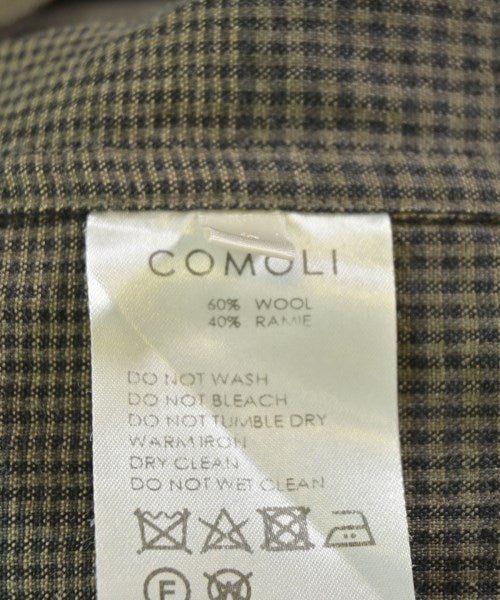 COMOLI
60% WOOL
40% RAMIE
DO NOT WASH
DO NOT BLEACH
DO NOT TUMBLE DRY
WARM IRON
DRY CLEAN
DO NOT WET CLEAN
F W